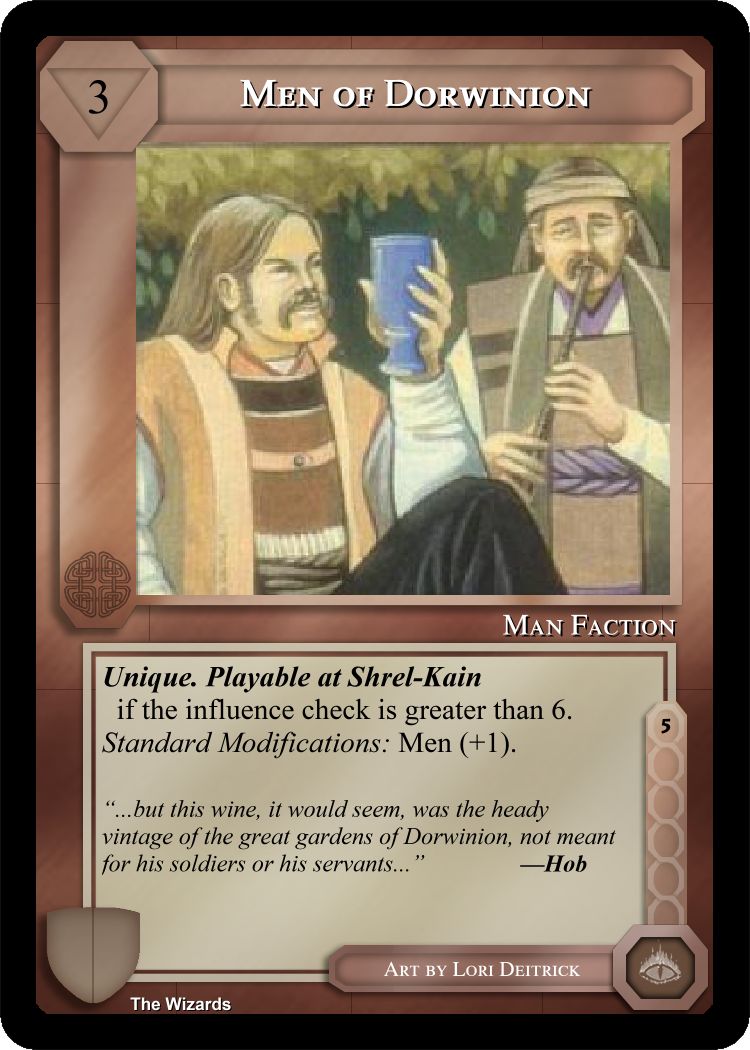 3
Men of Dorwinion
Man Faction
Unique. Playable at Shrel-Kain
if the influence check is greater than 6.
Standard Modifications: Men (+1).
5
“...but this wine, it would seem, was the heady
vintage of the great gardens of Dorwinion, not meant
for his soldiers or his servants...” —Hob
Art by Lori Deitrick
The Wizards